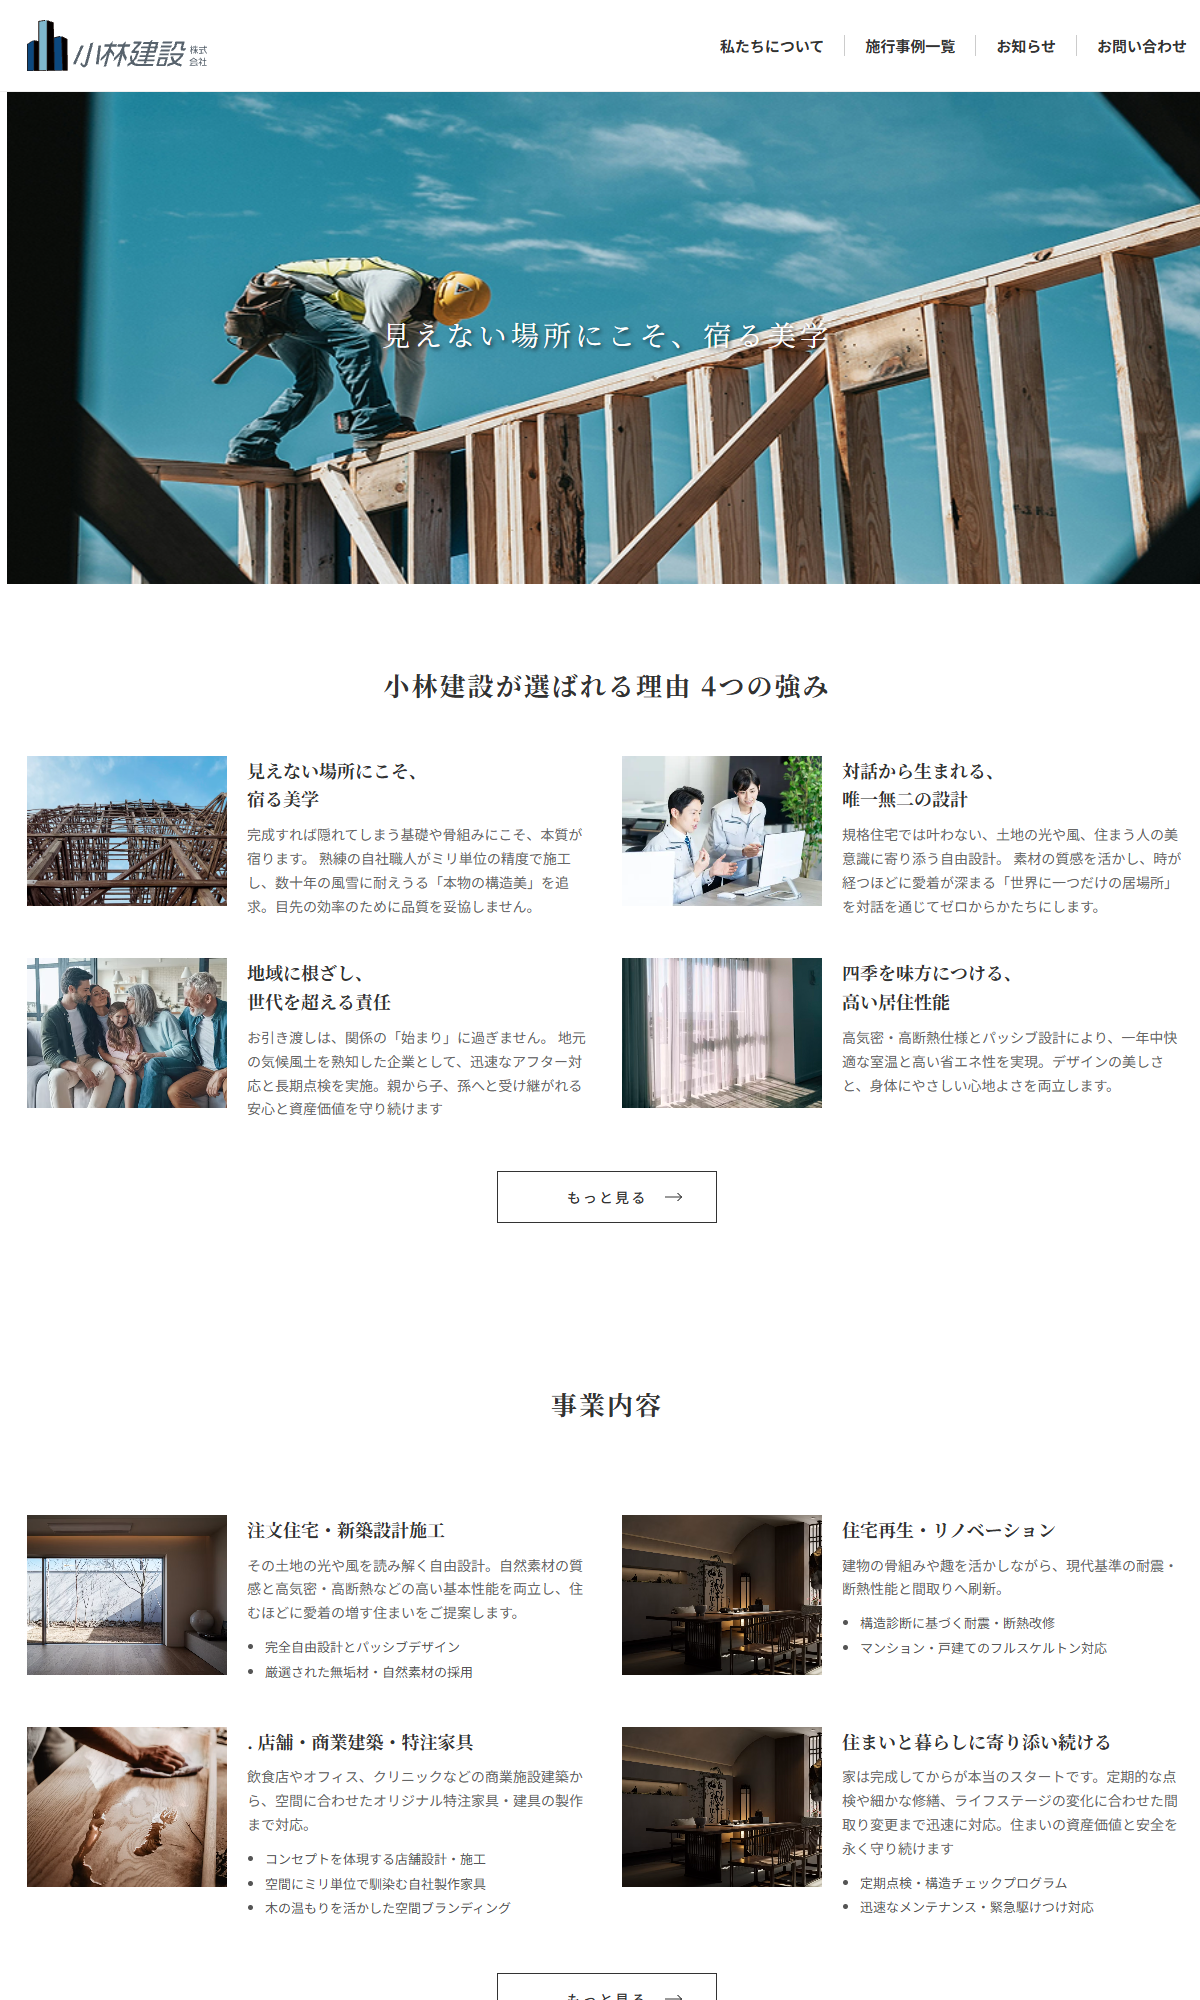 小林建設 株式会社
私たちについて
施行事例一覧
お知らせ
お問い合わせ
見えない場所にこそ、宿る美学
小林建設が選ばれる理由 4つの強み
見えない場所にこそ、
宿る美学
完成すれば隠れてしまう基礎や骨組みにこそ、本質が
宿ります。 熟練の自社職人がミリ単位の精度で施工
し、数十年の風雪に耐えうる「本物の構造美」を追
求。目先の効率のために品質を妥協しません。
対話から生まれる、
唯一無二の設計
規格住宅では叶わない、土地の光や風、住まう人の美
意識に寄り添う自由設計。 素材の質感を活かし、時が
経つほどに愛着が深まる「世界に一つだけの居場所」
を対話を通じてゼロからかたちにします。
地域に根ざし、
世代を超える責任
お引き渡しは、関係の「始まり」に過ぎません。 地元
の気候風土を熟知した企業として、迅速なアフター対
応と長期点検を実施。親から子、孫へと受け継がれる
安心と資産価値を守り続けます
四季を味方につける、
高い居住性能
高気密・高断熱仕様とパッシブ設計により、一年中快
適な室温と高い省エネ性を実現。デザインの美しさ
と、身体にやさしい心地よさを両立します。
もっと見る
事業内容
注文住宅・新築設計施工
その土地の光や風を読み解く自由設計。自然素材の質
感と高気密・高断熱などの高い基本性能を両立し、住
むほどに愛着の増す住まいをご提案します。
• 完全自由設計とパッシブデザイン
• 厳選された無垢材・自然素材の採用
住宅再生・リノベーション
建物の骨組みや趣を活かしながら、現代基準の耐震・
断熱性能と間取りへ刷新。
• 構造診断に基づく耐震・断熱改修
• マンション・戸建てのフルスケルトン対応
. 店舗・商業建築・特注家具
飲食店やオフィス、クリニックなどの商業施設建築か
ら、空間に合わせたオリジナル特注家具・建具の製作
まで対応。
• コンセプトを体現する店舗設計・施工
• 空間にミリ単位で馴染む自社製作家具
• 木の温もりを活かした空間ブランディング
住まいと暮らしに寄り添い続ける
家は完成してからが本当のスタートです。定期的な点
検や細かな修繕、ライフステージの変化に合わせた間
取り変更まで迅速に対応。住まいの資産価値と安全を
永く守り続けます
• 定期点検・構造チェックプログラム
• 迅速なメンテナンス・緊急駆けつけ対応
もっと見る